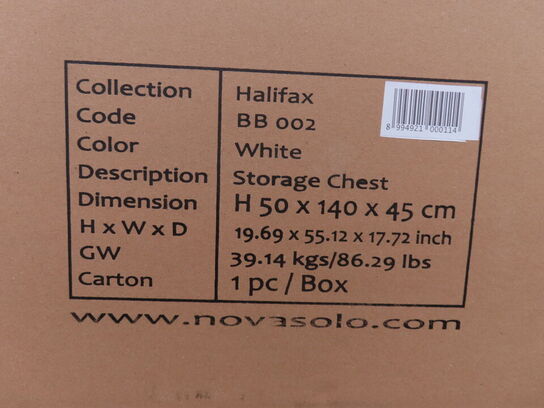 Collection Halifax
Code BB 002
Color White
Description Storage Chest
Dimension H 50 x 140 x 45 cm
H x W x D 19.69 x 55.12 x 17.72 inch
GW 39.14 kgs/86.29 lbs
Carton 1 pc / Box
8 994921 000114
www.novasolo.com